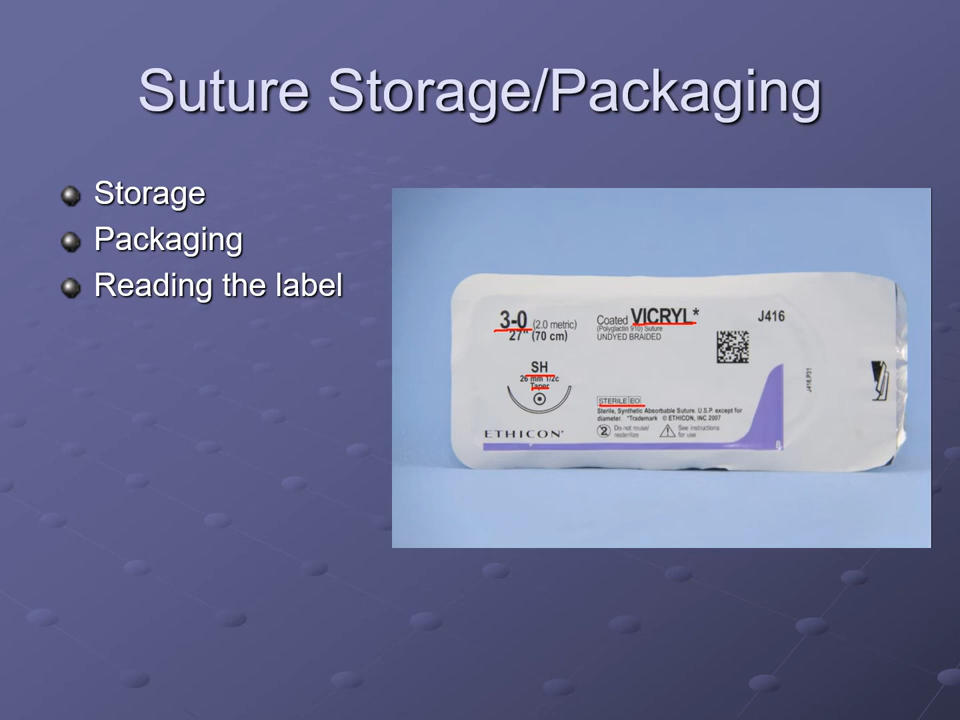 Suture Storage/Packaging
Storage
Packaging
Reading the label
3-0 (2.0 metric)
27" (70 cm)
SH
26 mm 1/2c
Taper
Coated VICRYL*
(Polyglactin 910) Suture
UNDYED BRAIDED
J416
STERILE EO
Sterile, Synthetic Absorbable Suture. U.S.P. except for
diameter. *Trademark © ETHICON, INC 2007
2 Do not reuse/
resterilize
See instructions
for use
ETHICON*